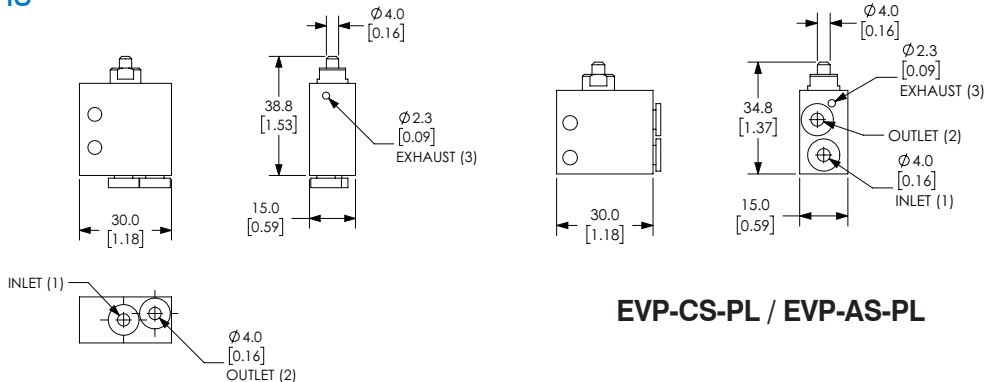 Ø4.0
[0.16]
38.8
[1.53]
Ø2.3
[0.09]
EXHAUST (3)
30.0
[1.18]
15.0
[0.59]
INLET (1)
Ø4.0
[0.16]
OUTLET (2)
Ø4.0
[0.16]
Ø2.3
[0.09]
EXHAUST (3)
34.8
[1.37]
OUTLET (2)
Ø4.0
[0.16]
INLET (1)
30.0
[1.18]
15.0
[0.59]
EVP-CS-PL / EVP-AS-PL